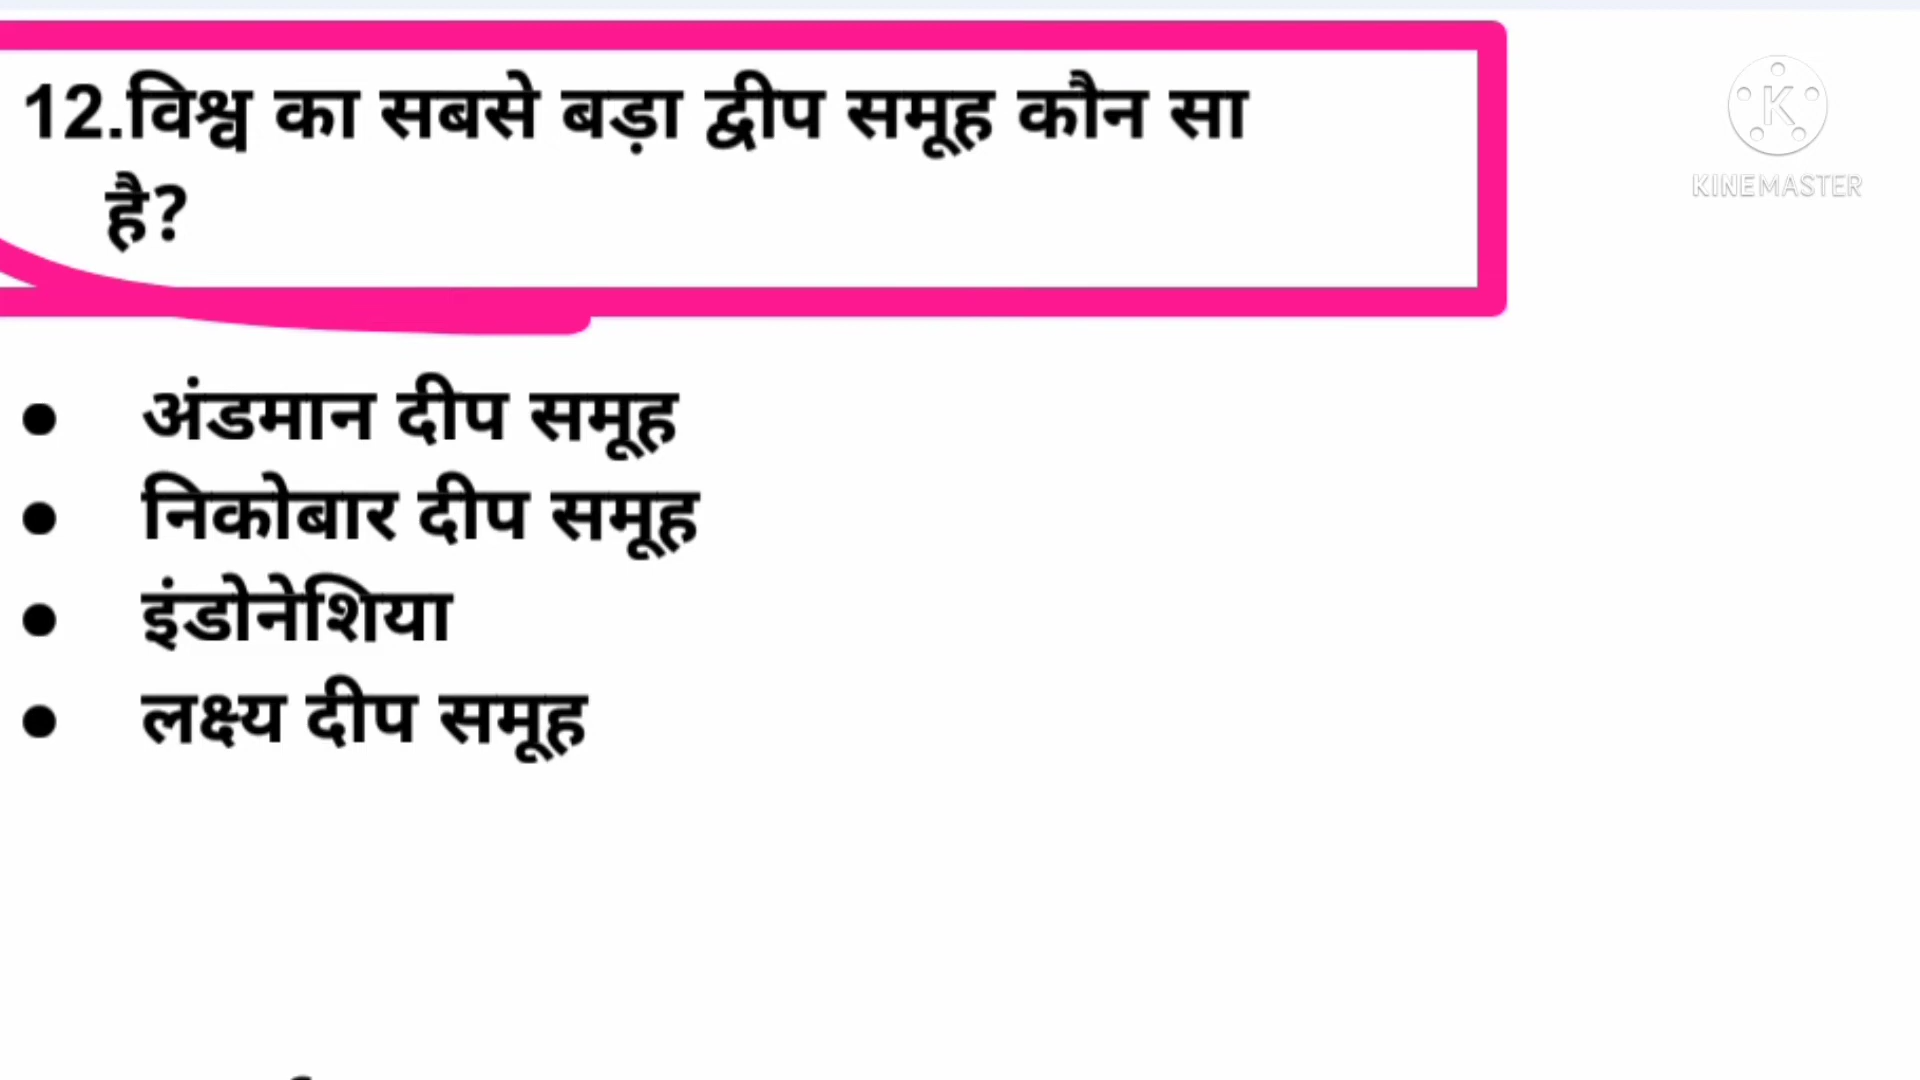 12.विश्व का सबसे बड़ा द्वीप समूह कौन सा
है?
KINEMASTER
• अंडमान दीप समूह
• निकोबार दीप समूह
• इंडोनेशिया
• लक्ष्य दीप समूह